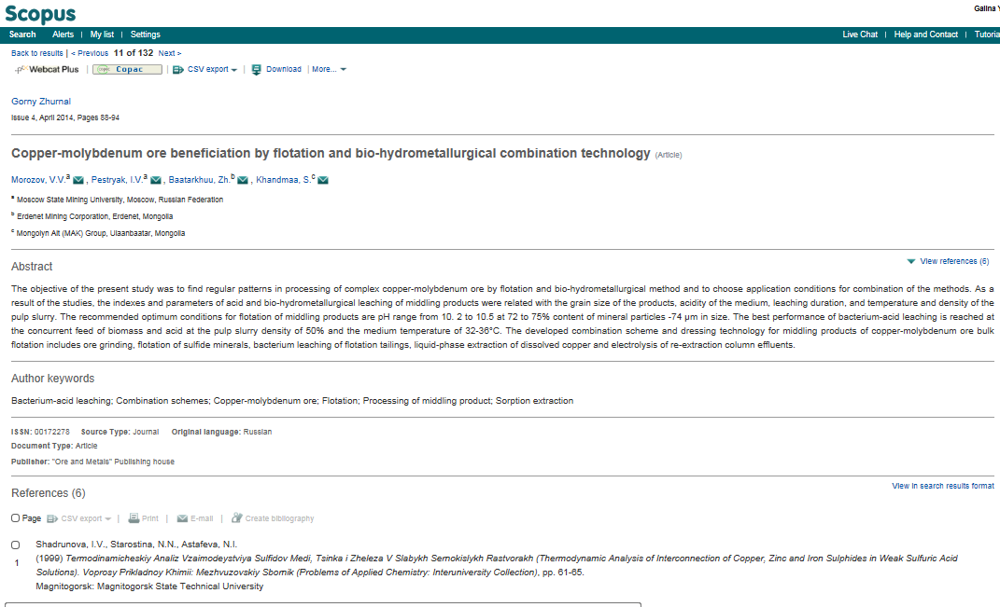 Scopus
Galina Y
Search Alerts | My list | Settings
Live Chat | Help and Contact | Tutoria
Back to results | < Previous 11 of 132 Next >
Webcat Plus | Copac | CSV export | Download | More...
Gorny Zhurnal
Issue 4, April 2014, Pages 88-94
Copper-molybdenum ore beneficiation by flotation and bio-hydrometallurgical combination technology (Article)
Morozov, V.V.a , Pestryak, I.V.a , Baatarkhuu, Zh.b , Khandmaa, S.c
a Moscow State Mining University, Moscow, Russian Federation
b Erdenet Mining Corporation, Erdenet, Mongolia
c Mongolyn Alt (MAK) Group, Ulaanbaatar, Mongolia
Abstract
View references (6)
The objective of the present study was to find regular patterns in processing of complex copper-molybdenum ore by flotation and bio-hydrometallurgical method and to choose application conditions for combination of the methods. As a
result of the studies, the indexes and parameters of acid and bio-hydrometallurgical leaching of middling products were related with the grain size of the products, acidity of the medium, leaching duration, and temperature and density of the
pulp slurry. The recommended optimum conditions for flotation of middling products are pH range from 10. 2 to 10.5 at 72 to 75% content of mineral particles -74 μm in size. The best performance of bacterium-acid leaching is reached at
the concurrent feed of biomass and acid at the pulp slurry density of 50% and the medium temperature of 32-36°C. The developed combination scheme and dressing technology for middling products of copper-molybdenum ore bulk
flotation includes ore grinding, flotation of sulfide minerals, bacterium leaching of flotation tailings, liquid-phase extraction of dissolved copper and electrolysis of re-extraction column effluents.
Author keywords
Bacterium-acid leaching; Combination schemes; Copper-molybdenum ore; Flotation; Processing of middling product; Sorption extraction
ISSN: 00172278 Source Type: Journal Original language: Russian
Document Type: Article
Publisher: "Ore and Metals" Publishing house
References (6)
View in search results format
Page CSV export | Print | E-mail | Create bibliography
Shadrunova, I.V., Starostina, N.N., Astafeva, N.I.
1 (1999) Termodinamicheskiy Analiz Vzaimodeystviya Sulfidov Medi, Tsinka i Zheleza V Slabykh Sernokislykh Rastvorakh (Thermodynamic Analysis of Interconnection of Copper, Zinc and Iron Sulphides in Weak Sulfuric Acid
Solutions). Voprosy Prikladnoy Khimii: Mezhvuzovskiy Sbornik (Problems of Applied Chemistry: Interuniversity Collection), pp. 61-65.
Magnitogorsk: Magnitogorsk State Technical University